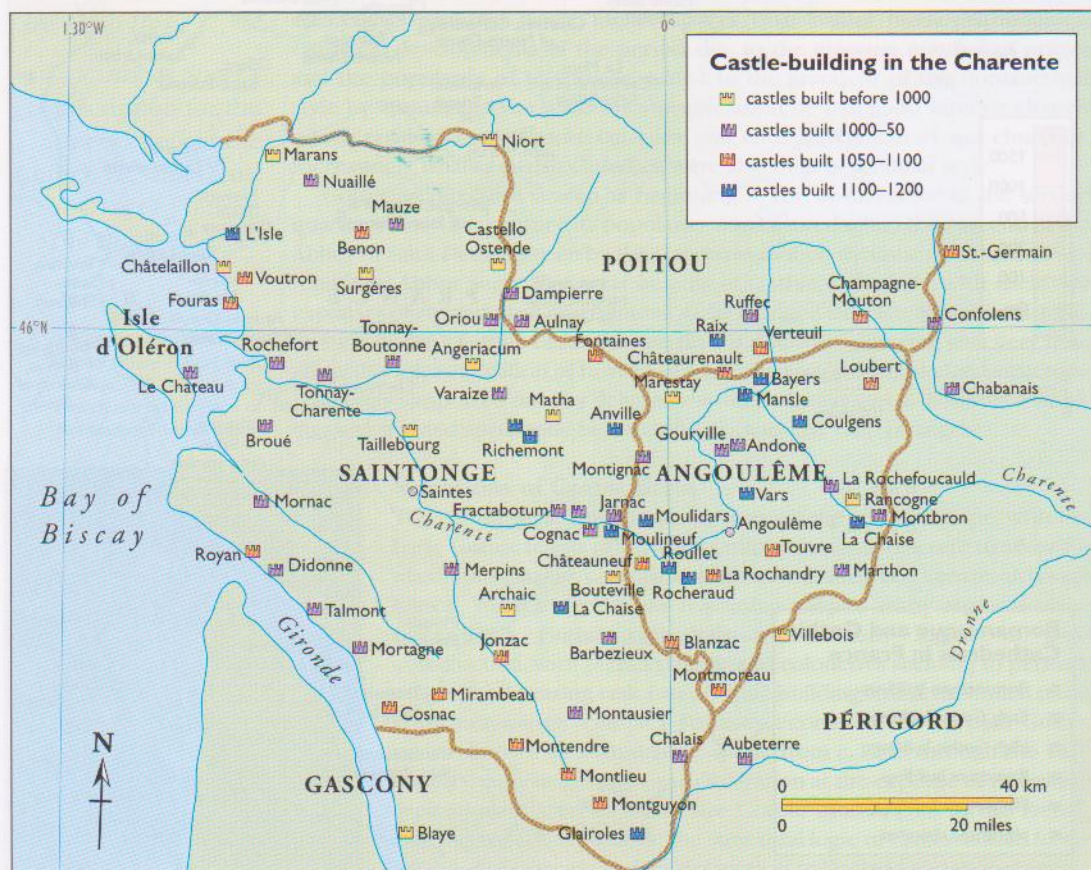 1.30°W
0°
Castle-building in the Charente
castles built before 1000
castles built 1000–50
castles built 1050–1100
castles built 1100–1200
Niort
Marans
Nuaillé
Mauze
L'Isle
Benon
Castello
Ostende
St.-Germain
POITOU
Châtelaillon
Voutron
Surgéres
Champagne-
Mouton
Dampierre
Fouras
Ruffec
Confolens
46°N
Isle
d'Oléron
Oriou
Aulnay
Raix
Verteuil
Tonnay-
Boutonne
Fontaines
Rochefort
Angeriacum
Châteaurenault
Loubert
Le Chateau
Marestay
Bayers
Chabanais
Tonnay-
Charente
Varaize
Mansle
Matha
Anville
Coulgens
Broué
Taillebourg
Richemont
Gourville
Andone
Montignac
SAINTONGE
ANGOULÊME
La Rochefoucauld
Charente
Bay of
Biscay
Mornac
Saintes
Vars
Rancogne
Fractabotum
Jarnac
Montbron
Charente
Moulidars
Angoulême
Cognac
Moulineuf
La Chaise
Royan
Touvre
Didonne
Merpins
Châteauneuf
Roullet
La Rochandry
Marthon
Bouteville
Rocheraud
Archaic
La Chaise
Talmont
Dronne
Gironde
Villebois
Mortagne
Jonzac
Barbezieux
Blanzac
Montmoreau
Mirambeau
Cosnac
Montausier
PÉRIGORD
N
Montendre
Chalais
Aubeterre
GASCONY
Montlieu
0 40 km
Montguyon
0 20 miles
Blaye
Glairoles